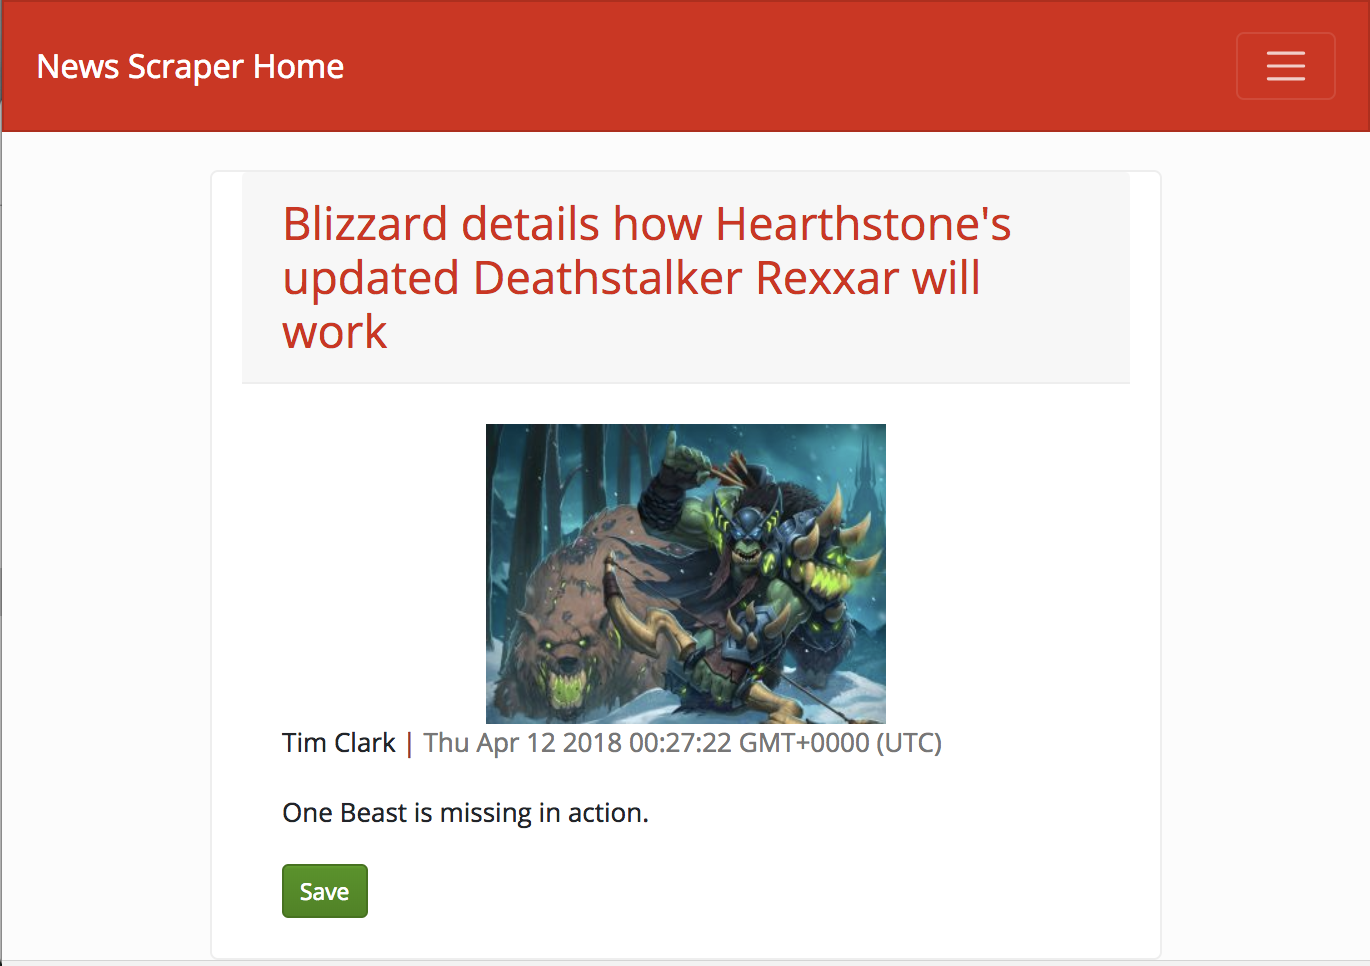 News Scraper Home
Blizzard details how Hearthstone's
updated Deathstalker Rexxar will
work
Tim Clark | Thu Apr 12 2018 00:27:22 GMT+0000 (UTC)
One Beast is missing in action.
Save